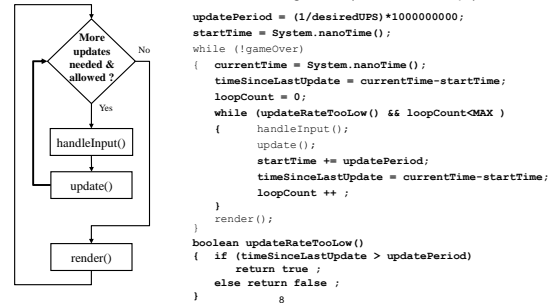 More
updates
needed &
allowed ?
No
Yes
handleInput()
update()
render()
updatePeriod = (1/desiredUPS)*1000000000;
startTime = System.nanoTime();
while (!gameOver)
{ currentTime = System.nanoTime();
timeSinceLastUpdate = currentTime-startTime;
loopCount = 0;
while (updateRateTooLow() && loopCount<MAX )
{ handleInput();
update();
startTime += updatePeriod;
timeSinceLastUpdate = currentTime-startTime;
loopCount ++ ;
}
render();
}
boolean updateRateTooLow()
{ if (timeSinceLastUpdate > updatePeriod)
return true ;
else return false ;
}
8